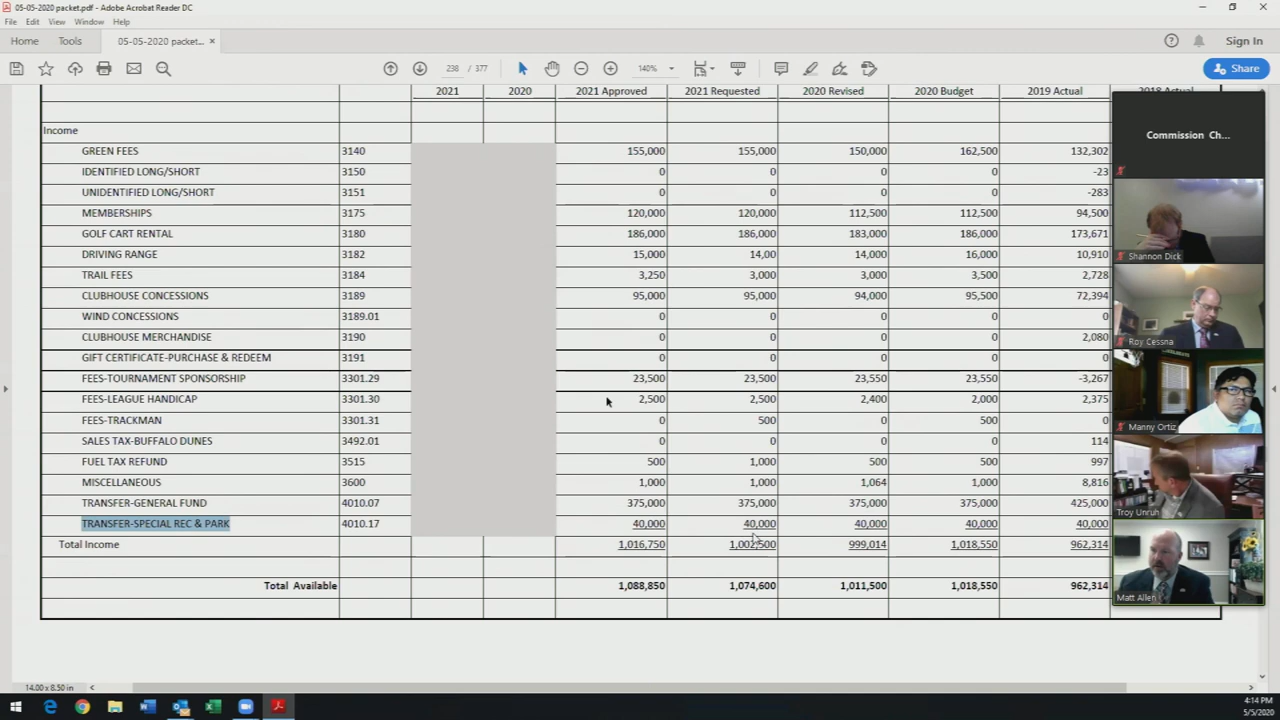 05-05-2020 packet.pdf - Adobe Acrobat Reader DC
File Edit View Window Help
Home Tools 05-05-2020 packet... × Sign In
238 / 377 140% Share
2021 2020 2021 Approved 2021 Requested 2020 Revised 2020 Budget 2019 Actual 2018 Actual
Income
GREEN FEES 3140 155,000 155,000 150,000 162,500 132,302
IDENTIFIED LONG/SHORT 3150 0 0 0 0 -23
UNIDENTIFIED LONG/SHORT 3151 0 0 0 0 -283
MEMBERSHIPS 3175 120,000 120,000 112,500 112,500 94,500
GOLF CART RENTAL 3180 186,000 186,000 183,000 186,000 173,671
DRIVING RANGE 3182 15,000 14,00 14,000 16,000 10,910
TRAIL FEES 3184 3,250 3,000 3,000 3,500 2,728
CLUBHOUSE CONCESSIONS 3189 95,000 95,000 94,000 95,500 72,394
WIND CONCESSIONS 3189.01 0 0 0 0 0
CLUBHOUSE MERCHANDISE 3190 0 0 0 0 2,080
GIFT CERTIFICATE-PURCHASE & REDEEM 3191 0 0 0 0 0
FEES-TOURNAMENT SPONSORSHIP 3301.29 23,500 23,500 23,550 23,550 -3,267
FEES-LEAGUE HANDICAP 3301.30 2,500 2,500 2,400 2,000 2,375
FEES-TRACKMAN 3301.31 0 500 0 500 0
SALES TAX-BUFFALO DUNES 3492.01 0 0 0 0 114
FUEL TAX REFUND 3515 500 1,000 500 500 997
MISCELLANEOUS 3600 1,000 1,000 1,064 1,000 8,816
TRANSFER-GENERAL FUND 4010.07 375,000 375,000 375,000 375,000 425,000
TRANSFER-SPECIAL REC & PARK 4010.17 40,000 40,000 40,000 40,000 40,000
Total Income 1,016,750 1,002,500 999,014 1,018,550 962,314
Total Available 1,088,850 1,074,600 1,011,500 1,018,550 962,314
Commission Ch...
Shannon Dick
Roy Cessna
Manny Ortiz
Troy Unruh
Matt Allen
14.00 x 8.50 in
4:14 PM
5/5/2020